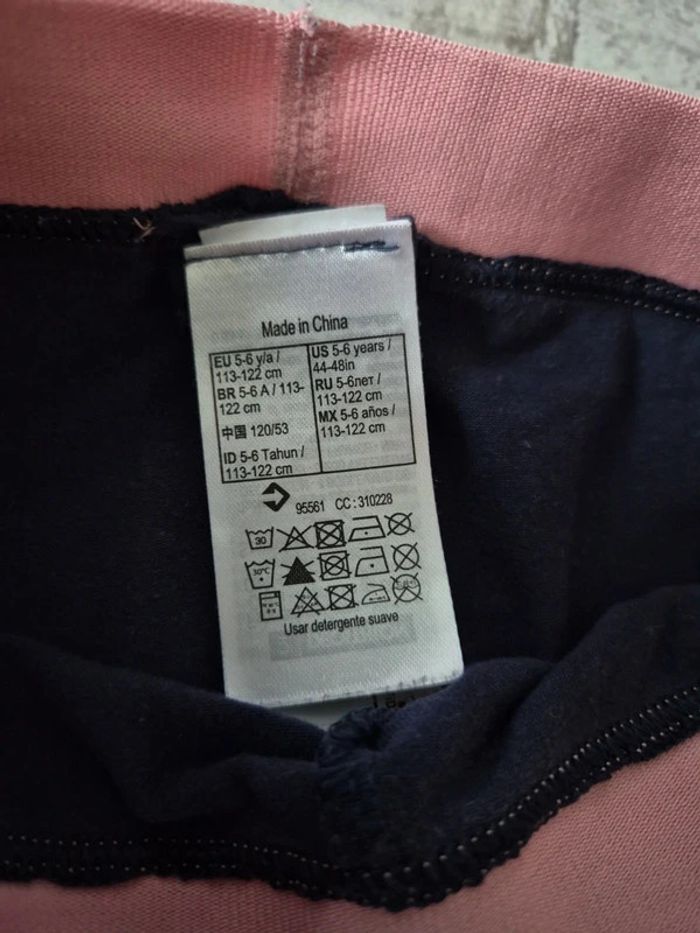 Made in China
EU 5-6 y/a /
113-122 cm
BR 5-6 A / 113-
122 cm
中国 120/53
ID 5-6 Tahun /
113-122 cm
US 5-6 years /
44-48in
RU 5-6лет /
113-122 cm
MX 5-6 años /
113-122 cm
95561 CC : 310228
30
30°C
Usar detergente suave